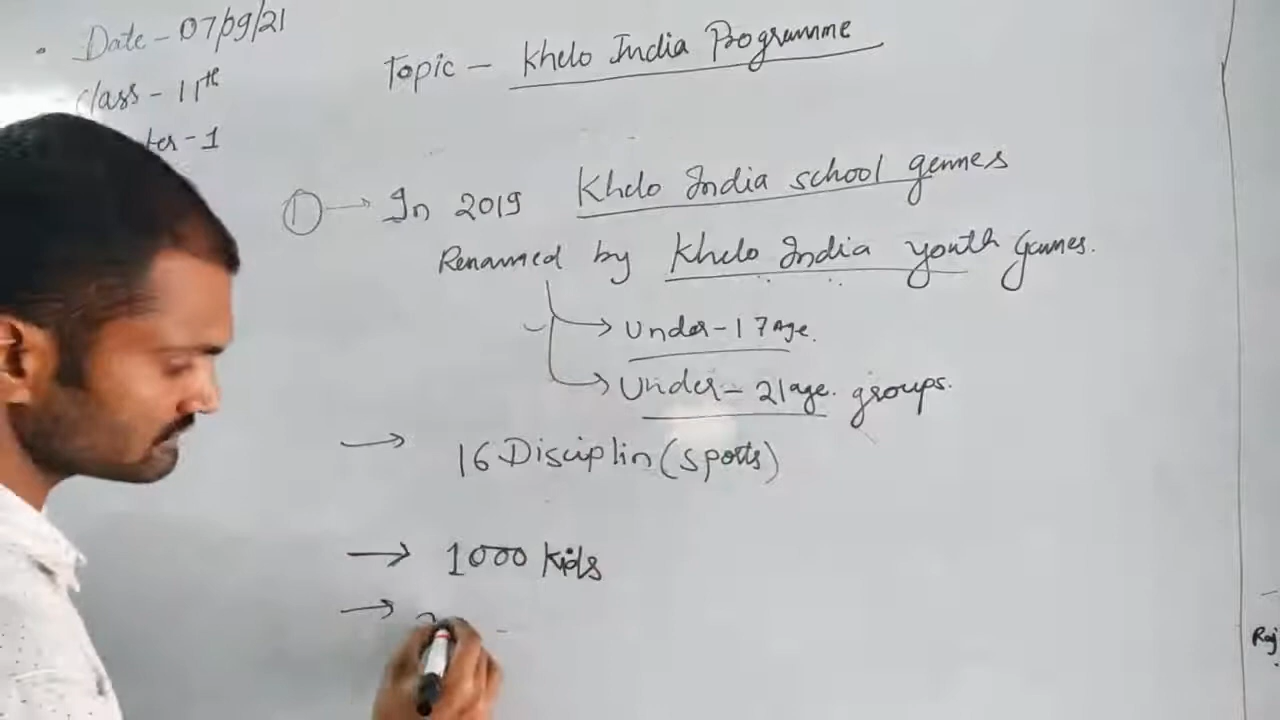 Date - 07/09/21
Class - 11th
ter - 1
Topic - Khelo India Programme
① → In 2019 Khelo India school games
Renamed by Khelo India youth Games.
→ Under - 17 Age.
→ Under - 21 age. groups.
→ 16 Disciplin (sports)
→ 1000 Kids
→
Raj